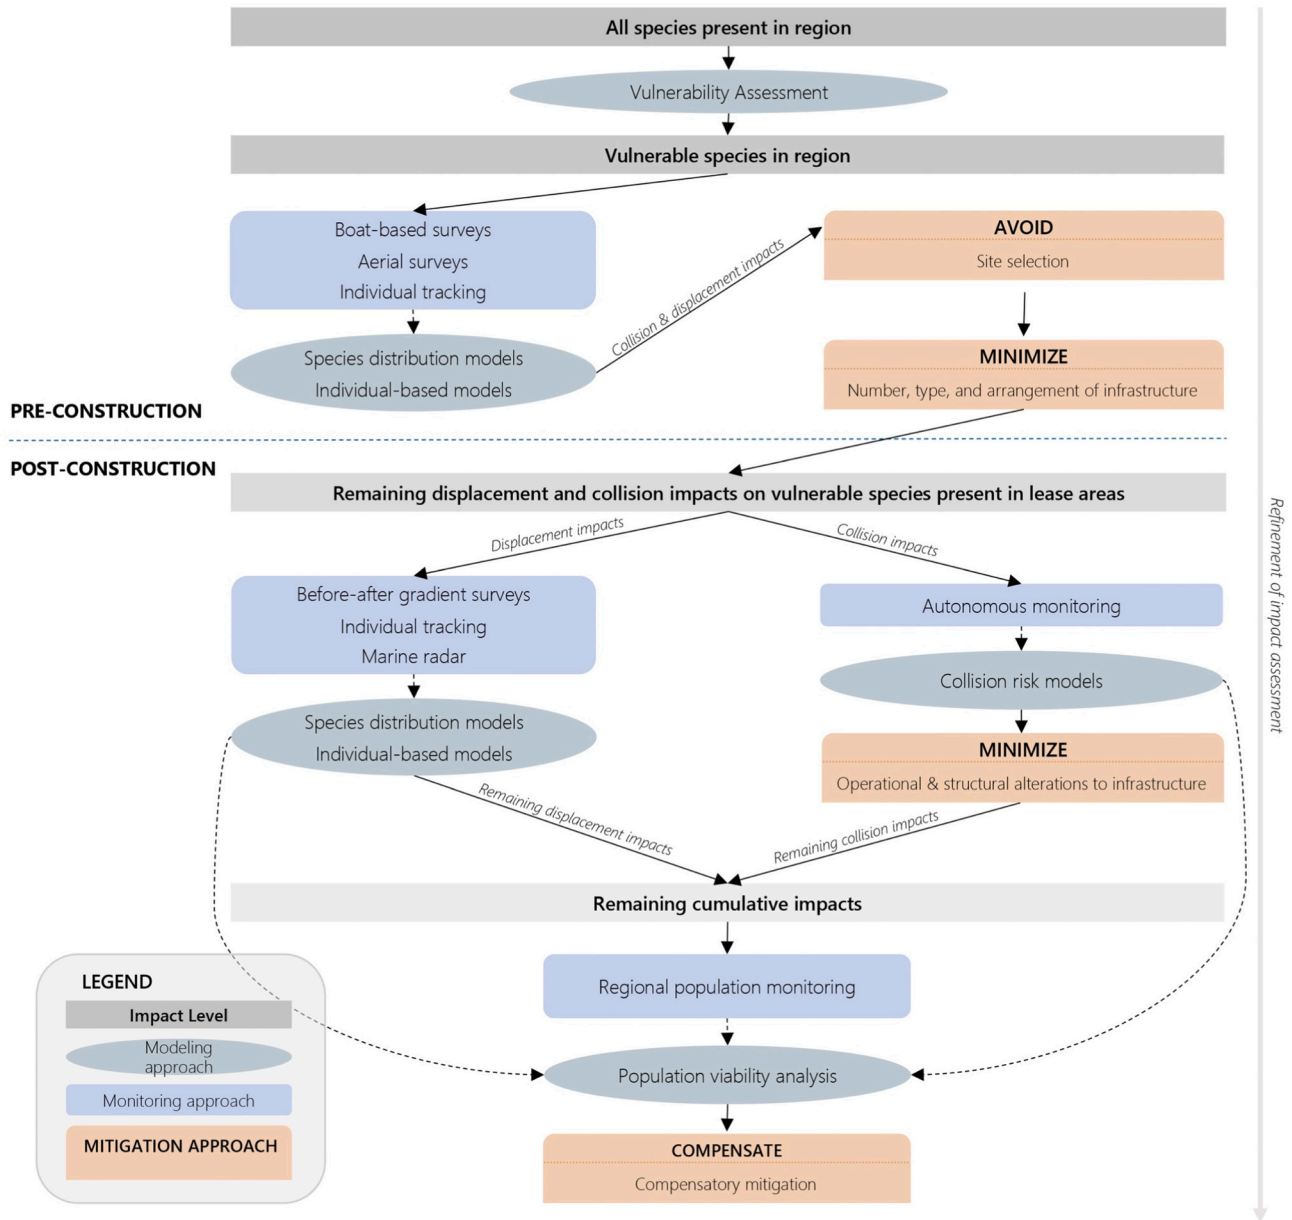 All species present in region
Vulnerability Assessment
Vulnerable species in region
Boat-based surveys
Aerial surveys
Individual tracking
Species distribution models
Individual-based models
Collision & displacement impacts
AVOID
Site selection
MINIMIZE
Number, type, and arrangement of infrastructure
PRE-CONSTRUCTION
POST-CONSTRUCTION
Remaining displacement and collision impacts on vulnerable species present in lease areas
Displacement impacts
Collision impacts
Before-after gradient surveys
Individual tracking
Marine radar
Species distribution models
Individual-based models
Autonomous monitoring
Collision risk models
MINIMIZE
Operational & structural alterations to infrastructure
Remaining displacement impacts
Remaining collision impacts
Remaining cumulative impacts
Regional population monitoring
Population viability analysis
COMPENSATE
Compensatory mitigation
Refinement of impact assessment
LEGEND
Impact Level
Modeling
approach
Monitoring approach
MITIGATION APPROACH